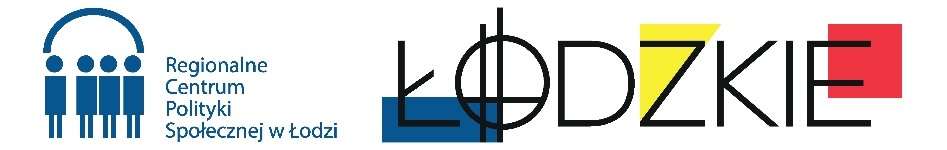 Regionalne
Centrum
Polityki
Społecznej w Łodzi
ŁÓDZKIE